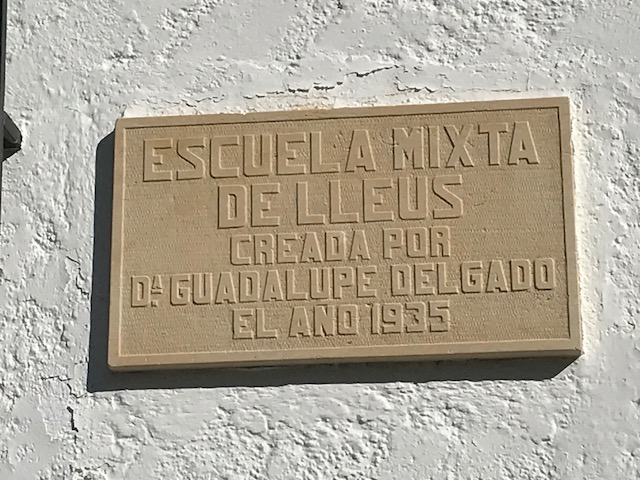 ESCUELA MIXTA
DE LLEUS
CREADA POR
Dª. GUADALUPE DELGADO
EL AÑO 1935